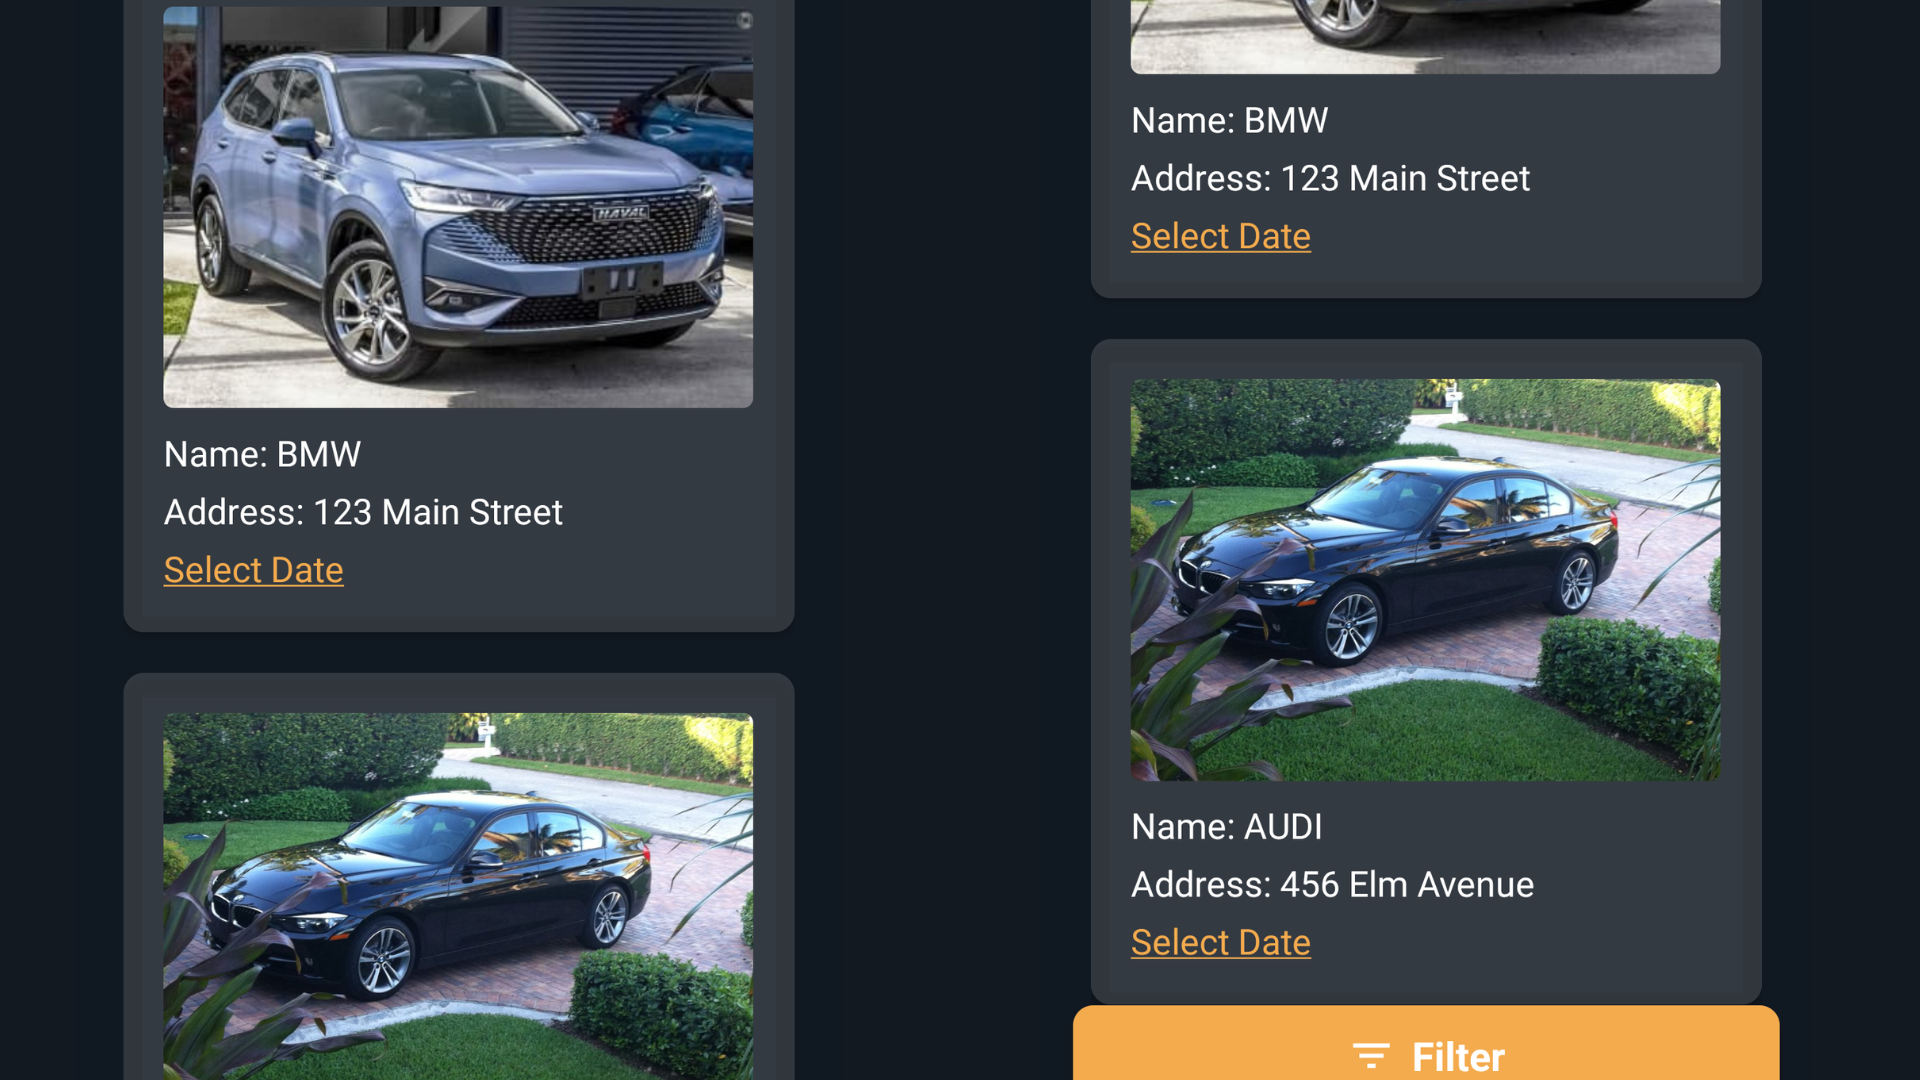 HAVAL
Name: BMW
Address: 123 Main Street
Select Date
Name: BMW
Address: 123 Main Street
Select Date
Name: AUDI
Address: 456 Elm Avenue
Select Date
Filter